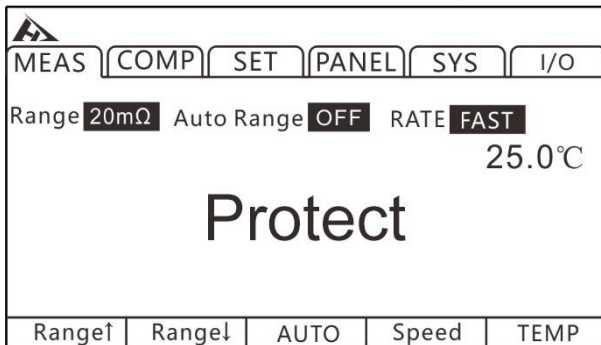 MEAS COMP SET PANEL SYS I/O
Range 20mΩ Auto Range OFF RATE FAST
25.0℃
Protect
Range↑ Range↓ AUTO Speed TEMP